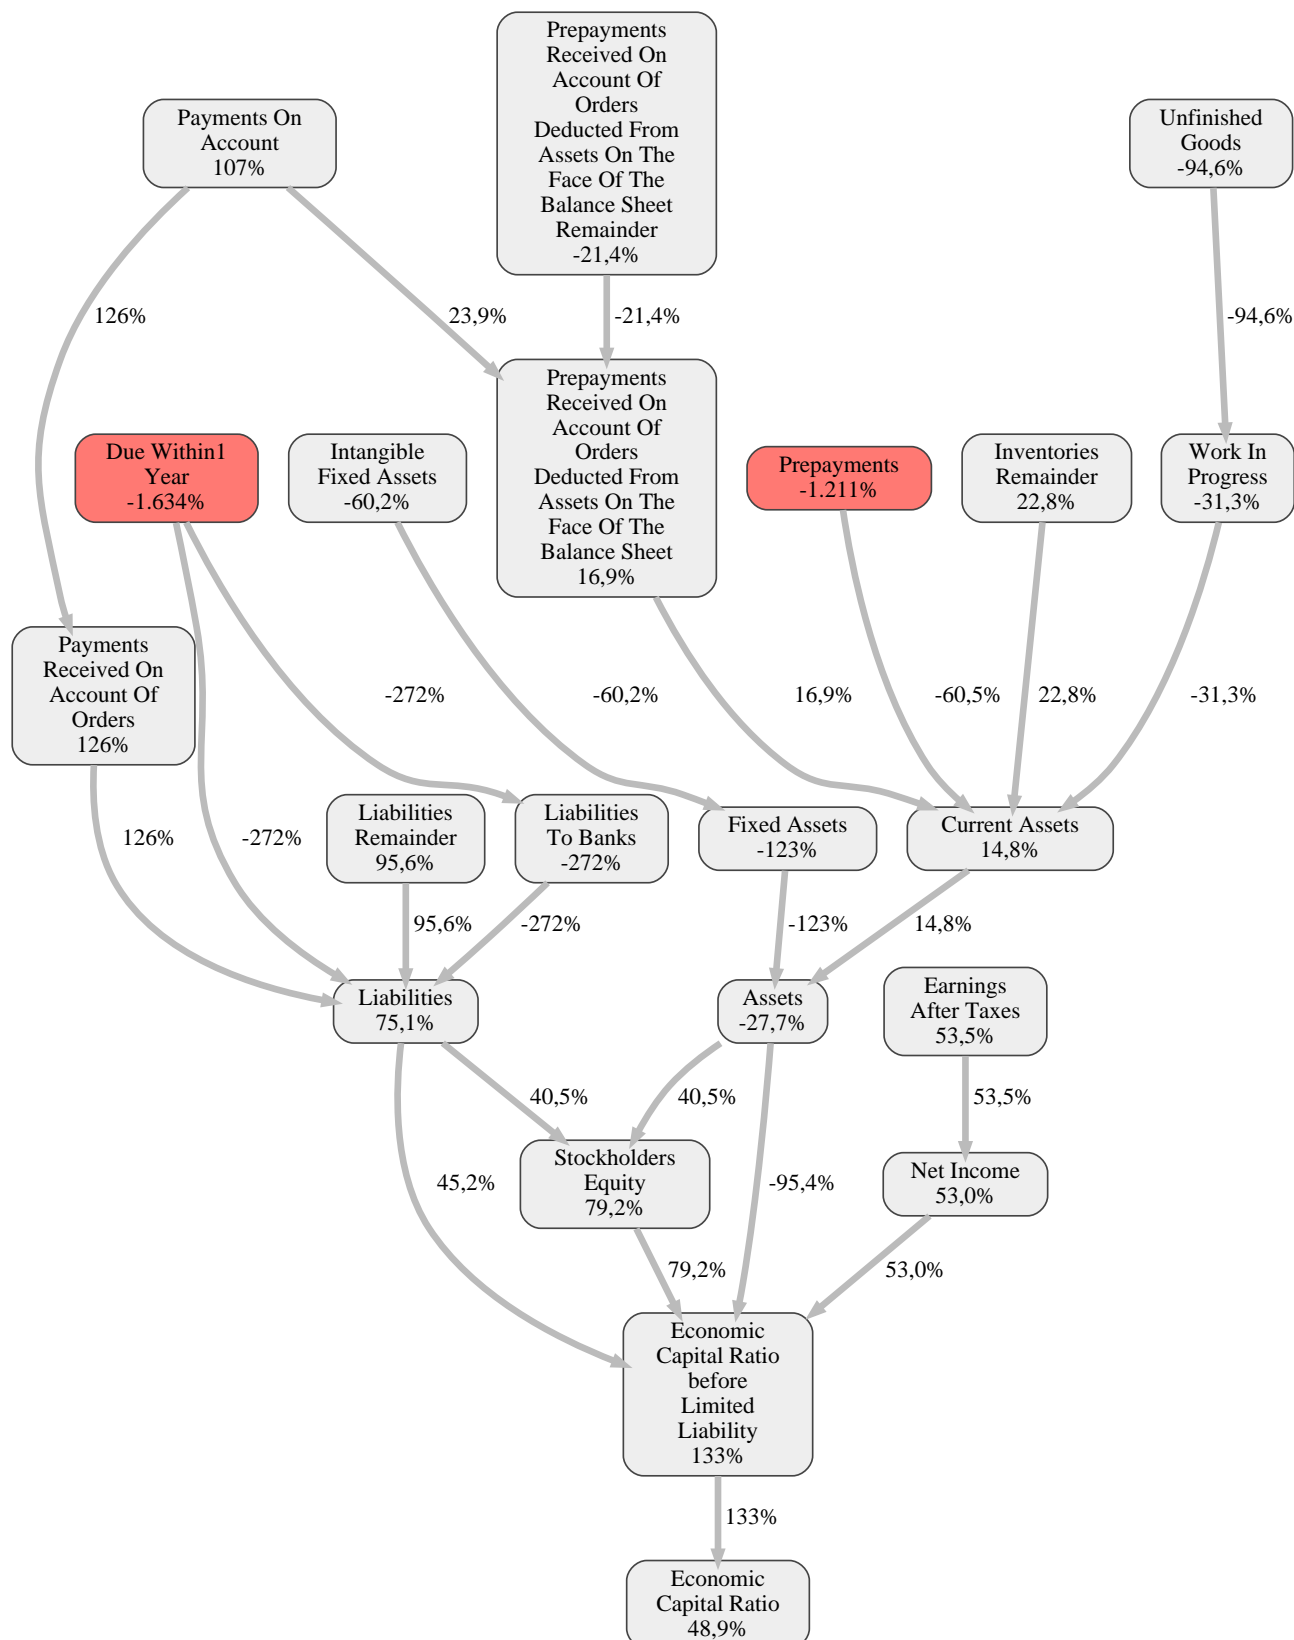 Prepayments
Received On
Account Of
Orders
Deducted From
Assets On The
Face Of The
Balance Sheet
Remainder
-21,4%
Payments On
Account
107%
Unfinished
Goods
-94,6%
126%
23,9%
-21,4%
-94,6%
Prepayments
Received On
Account Of
Orders
Deducted From
Assets On The
Face Of The
Balance Sheet
16,9%
Due Within1
Year
-1.634%
Intangible
Fixed Assets
-60,2%
Prepayments
-1.211%
Inventories
Remainder
22,8%
Work In
Progress
-31,3%
Payments
Received On
Account Of
Orders
126%
-272%
-60,2%
16,9%
-60,5%
22,8%
-31,3%
126%
-272%
Liabilities
Remainder
95,6%
Liabilities
To Banks
-272%
Fixed Assets
-123%
Current Assets
14,8%
95,6%
-272%
-123%
14,8%
Liabilities
75,1%
Assets
-27,7%
Earnings
After Taxes
53,5%
40,5%
40,5%
53,5%
45,2%
Stockholders
Equity
79,2%
-95,4%
Net Income
53,0%
79,2%
53,0%
Economic
Capital Ratio
before
Limited
Liability
133%
133%
Economic
Capital Ratio
48,9%